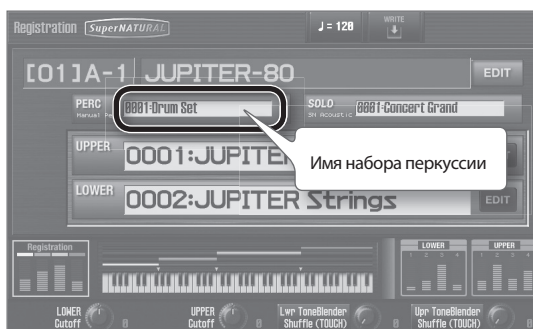 Registration SuperNATURAL ♩=120 WRITE
[01]A-1 JUPITER-80 EDIT
PERC 0001:Drum Set SOLO 0001:Concert Grand
Manual Pe SN Acoustic
Имя набора перкуссии
UPPER 0001:JUPITE
LOWER 0002:JUPITER Strings EDIT
Registration LOWER UPPER
1 2 3 4 1 2 3 4
LOWER Cutoff 0 UPPER Cutoff 0 Lwr ToneBlender Shuffle (TOUCH) 0 Upr ToneBlender Shuffle (TOUCH) 0